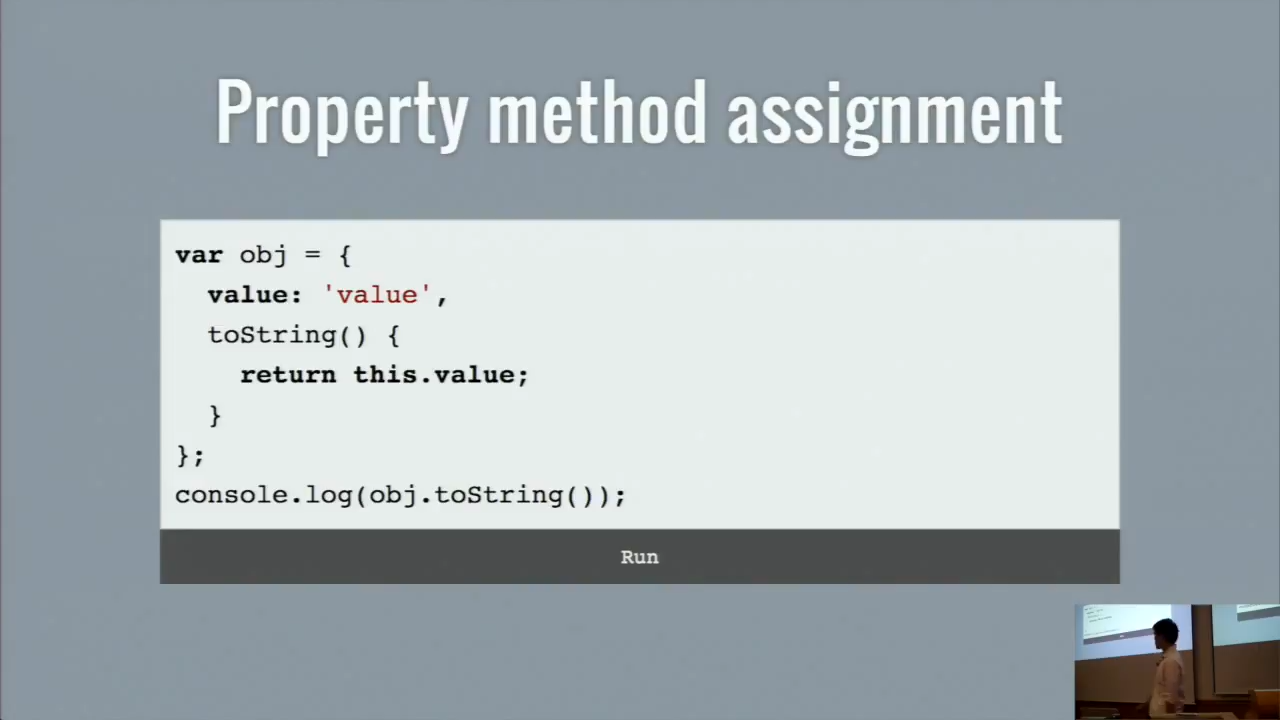 Property method assignment
var obj = {
  value: 'value',
  toString() {
    return this.value;
  }
};
console.log(obj.toString());
Run